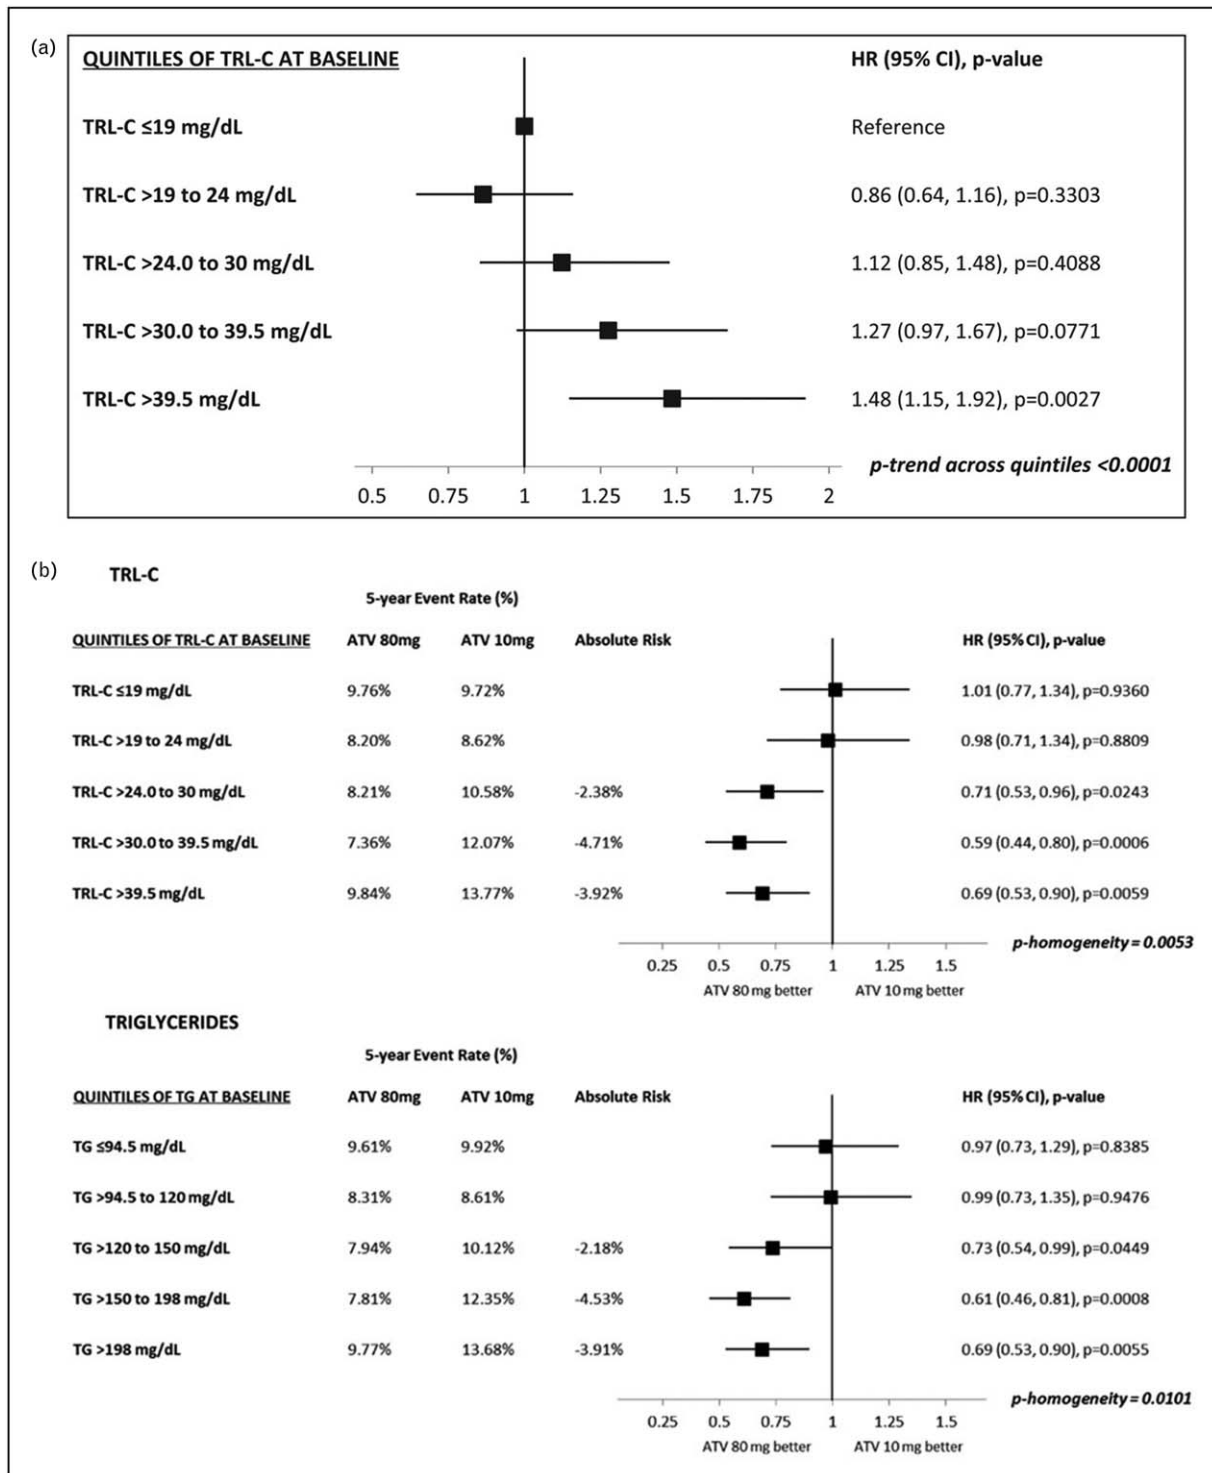 (a)
QUINTILES OF TRL-C AT BASELINE HR (95% CI), p-value
TRL-C ≤19 mg/dL Reference
TRL-C >19 to 24 mg/dL 0.86 (0.64, 1.16), p=0.3303
TRL-C >24.0 to 30 mg/dL 1.12 (0.85, 1.48), p=0.4088
TRL-C >30.0 to 39.5 mg/dL 1.27 (0.97, 1.67), p=0.0771
TRL-C >39.5 mg/dL 1.48 (1.15, 1.92), p=0.0027
p-trend across quintiles <0.0001
0.5 0.75 1 1.25 1.5 1.75 2
(b) TRL-C
5-year Event Rate (%)
QUINTILES OF TRL-C AT BASELINE ATV 80mg ATV 10mg Absolute Risk HR (95% CI), p-value
TRL-C ≤19 mg/dL 9.76% 9.72% 1.01 (0.77, 1.34), p=0.9360
TRL-C >19 to 24 mg/dL 8.20% 8.62% 0.98 (0.71, 1.34), p=0.8809
TRL-C >24.0 to 30 mg/dL 8.21% 10.58% -2.38% 0.71 (0.53, 0.96), p=0.0243
TRL-C >30.0 to 39.5 mg/dL 7.36% 12.07% -4.71% 0.59 (0.44, 0.80), p=0.0006
TRL-C >39.5 mg/dL 9.84% 13.77% -3.92% 0.69 (0.53, 0.90), p=0.0059
p-homogeneity = 0.0053
0.25 0.5 0.75 1 1.25 1.5
ATV 80 mg better ATV 10 mg better
TRIGLYCERIDES
5-year Event Rate (%)
QUINTILES OF TG AT BASELINE ATV 80mg ATV 10mg Absolute Risk HR (95% CI), p-value
TG ≤94.5 mg/dL 9.61% 9.92% 0.97 (0.73, 1.29), p=0.8385
TG >94.5 to 120 mg/dL 8.31% 8.61% 0.99 (0.73, 1.35), p=0.9476
TG >120 to 150 mg/dL 7.94% 10.12% -2.18% 0.73 (0.54, 0.99), p=0.0449
TG >150 to 198 mg/dL 7.81% 12.35% -4.53% 0.61 (0.46, 0.81), p=0.0008
TG >198 mg/dL 9.77% 13.68% -3.91% 0.69 (0.53, 0.90), p=0.0055
p-homogeneity = 0.0101
0.25 0.5 0.75 1 1.25 1.5
ATV 80 mg better ATV 10 mg better